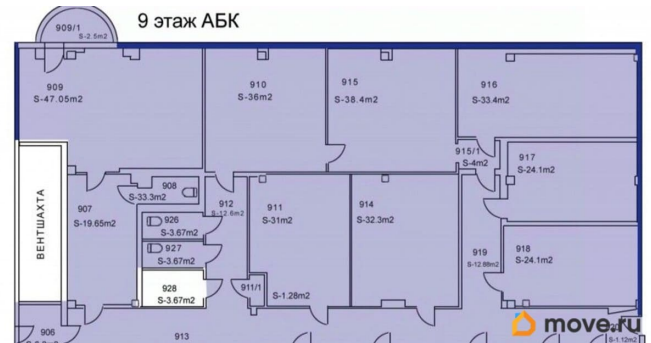 909/1
S-2.5m2
9 этаж АБК
909
S-47.05m2
910
S-36m2
915
S-38.4m2
916
S-33.4m2
915/1
S-4m2
917
S-24.1m2
ВЕНТШАХТА
907
S-19.65m2
908
S-33.3m2
926
S-3.67m2
927
S-3.67m2
928
S-3.67m2
912
S-12.6m2
911
S-31m2
911/1
S-1.28m2
914
S-32.3m2
919
S-12.88m2
918
S-24.1m2
906
913
S-1.12m2
move.ru